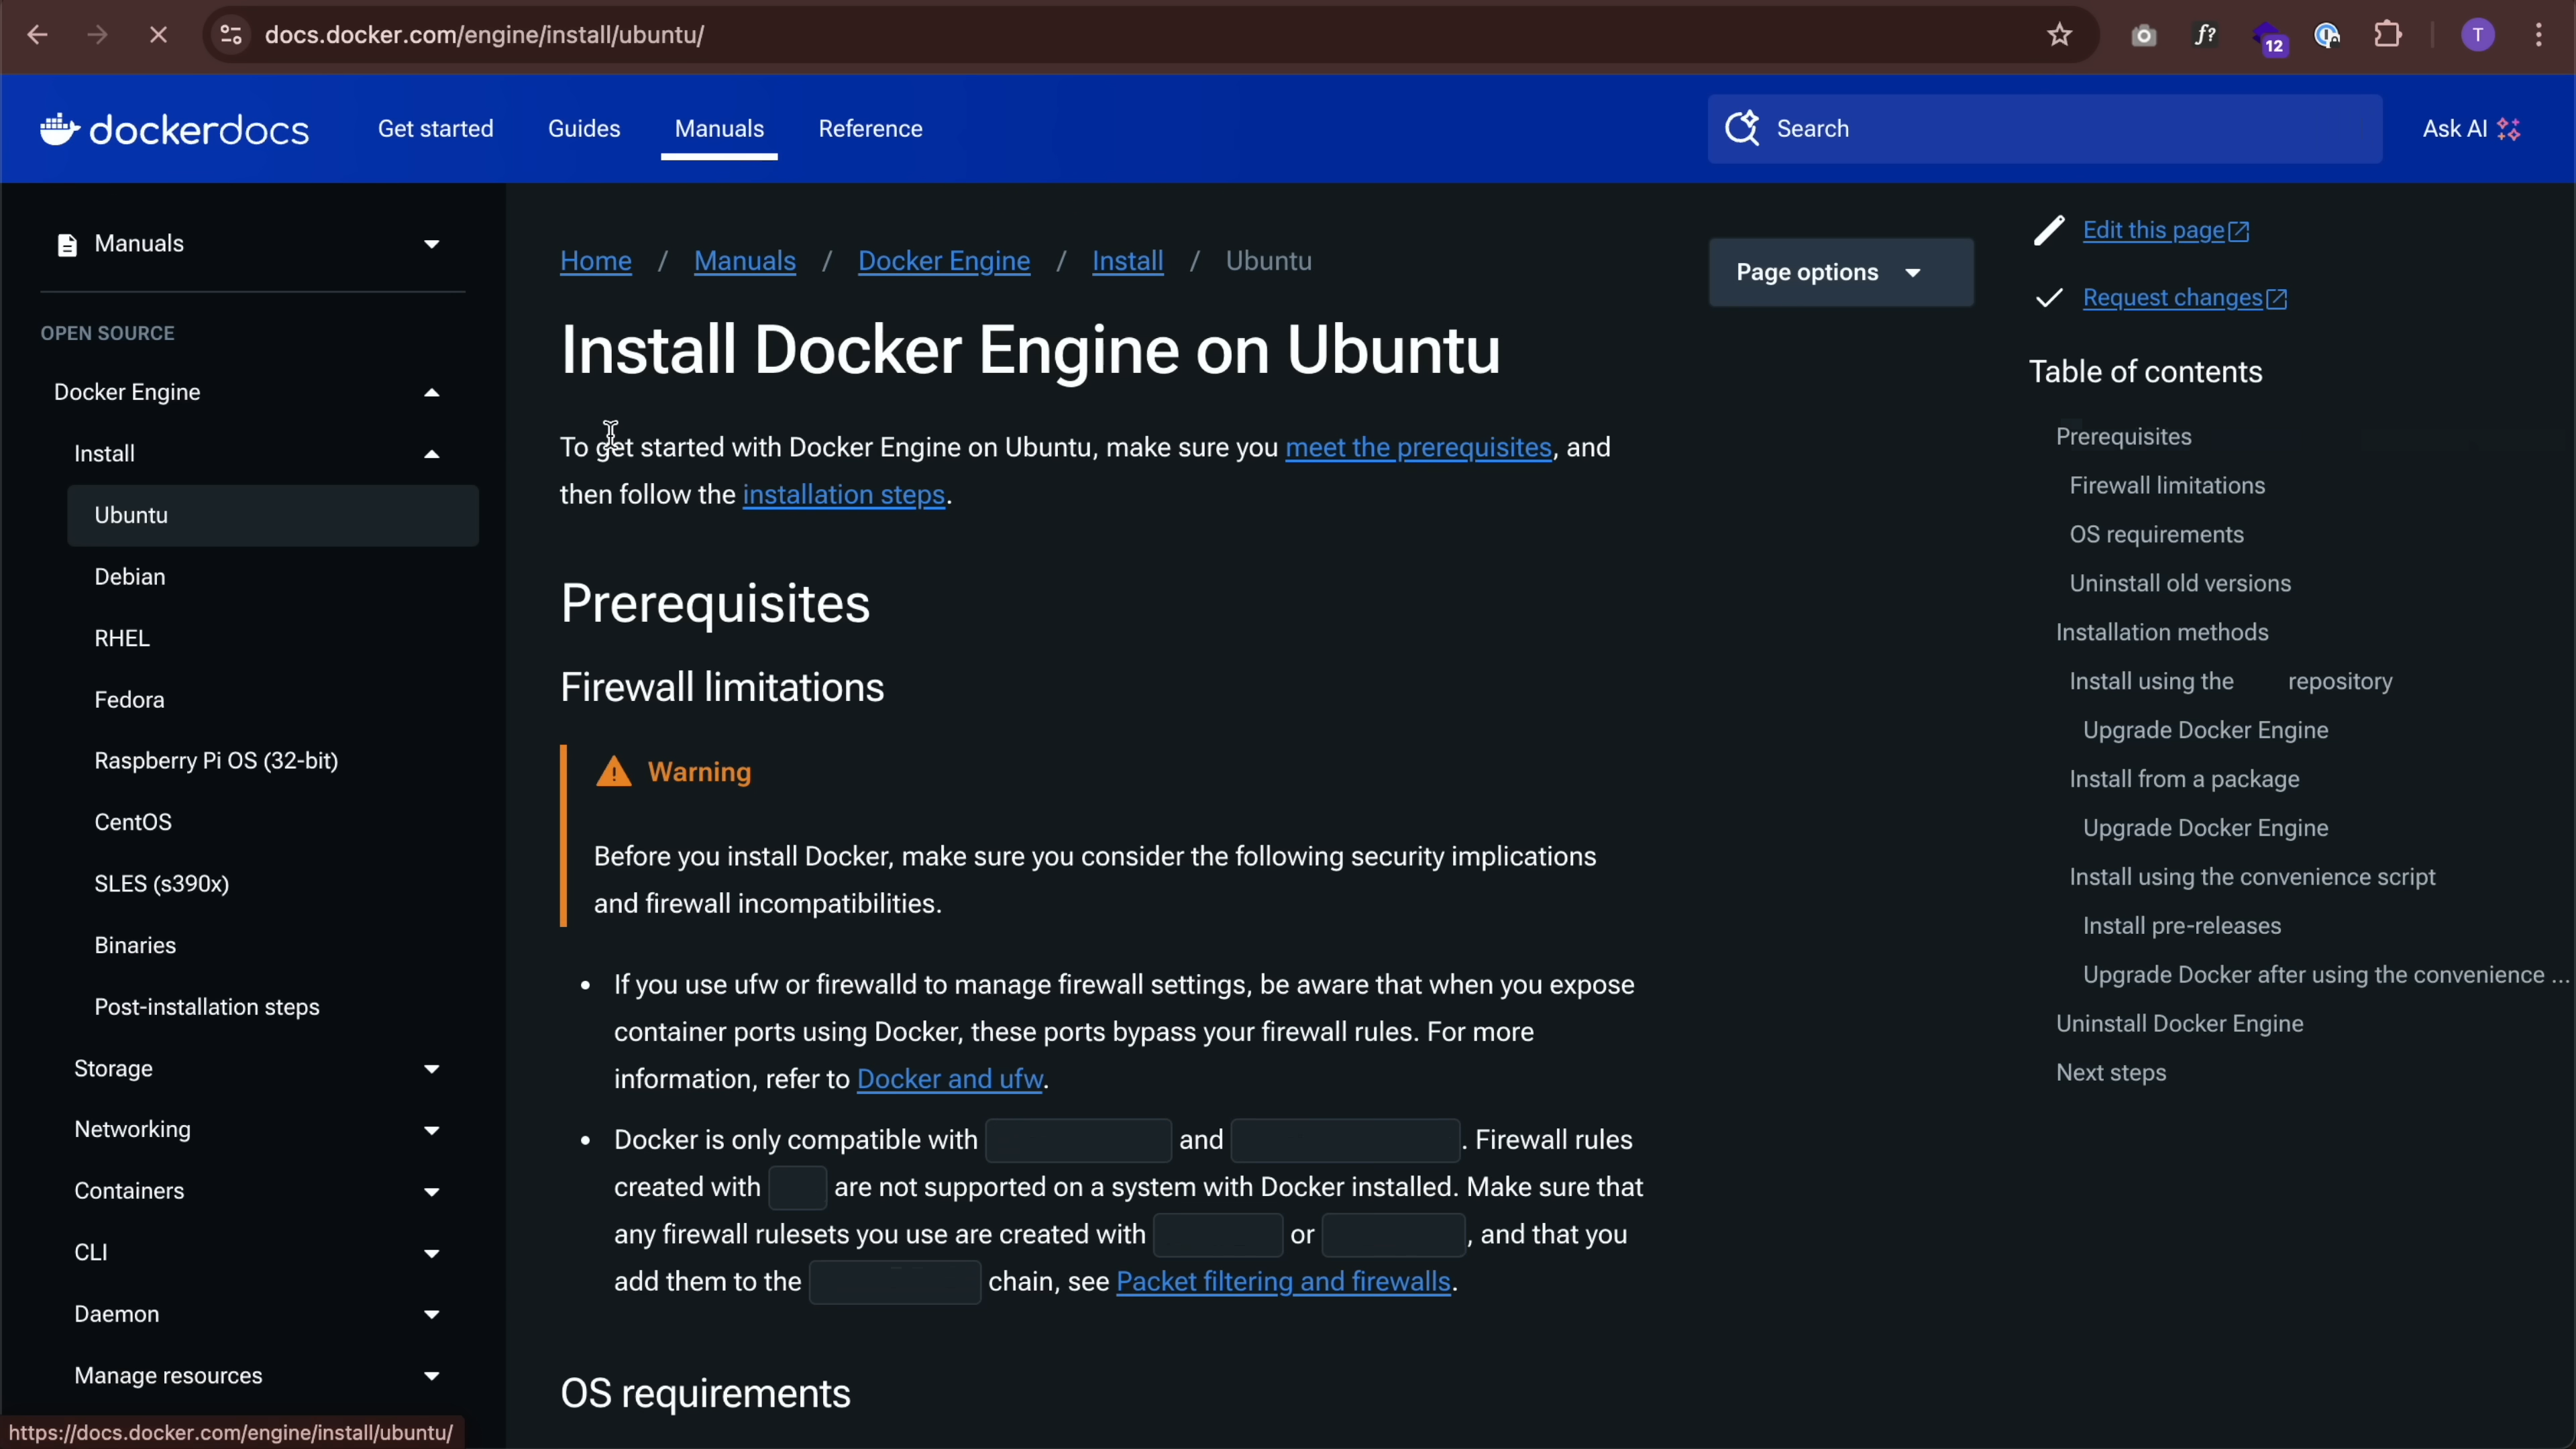 docs.docker.com/engine/install/ubuntu/
12
T
dockerdocs
Get started
Guides
Manuals
Reference
Search
Ask AI
Manuals
OPEN SOURCE
Docker Engine
Install
Ubuntu
Debian
RHEL
Fedora
Raspberry Pi OS (32-bit)
CentOS
SLES (s390x)
Binaries
Post-installation steps
Storage
Networking
Containers
CLI
Daemon
Manage resources
https://docs.docker.com/engine/install/ubuntu/
Home / Manuals / Docker Engine / Install / Ubuntu
Page options
Install Docker Engine on Ubuntu
To get started with Docker Engine on Ubuntu, make sure you meet the prerequisites, and
then follow the installation steps.
Prerequisites
Firewall limitations
Warning
Before you install Docker, make sure you consider the following security implications
and firewall incompatibilities.
• If you use ufw or firewalld to manage firewall settings, be aware that when you expose
container ports using Docker, these ports bypass your firewall rules. For more
information, refer to Docker and ufw.
• Docker is only compatible with and . Firewall rules
created with are not supported on a system with Docker installed. Make sure that
any firewall rulesets you use are created with or , and that you
add them to the chain, see Packet filtering and firewalls.
OS requirements
Edit this page
Request changes
Table of contents
Prerequisites
Firewall limitations
OS requirements
Uninstall old versions
Installation methods
Install using the repository
Upgrade Docker Engine
Install from a package
Upgrade Docker Engine
Install using the convenience script
Install pre-releases
Upgrade Docker after using the convenience ...
Uninstall Docker Engine
Next steps